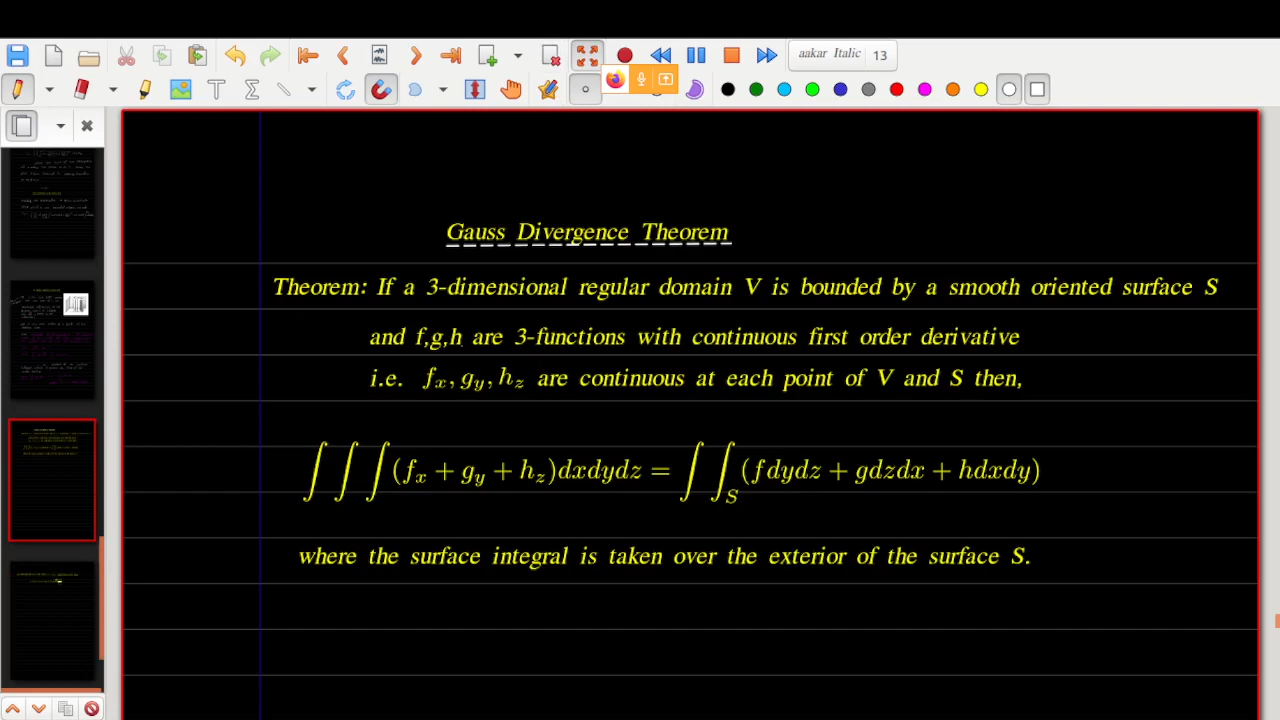 aakar Italic 13
Gauss Divergence Theorem
Theorem: If a 3-dimensional regular domain V is bounded by a smooth oriented surface S
and f,g,h are 3-functions with continuous first order derivative
i.e. f_x, g_y, h_z are continuous at each point of V and S then,
∫∫∫(f_x + g_y + h_z)dxdydz = ∫∫_S(fdydz + gdzdx + hdxdy)
where the surface integral is taken over the exterior of the surface S.